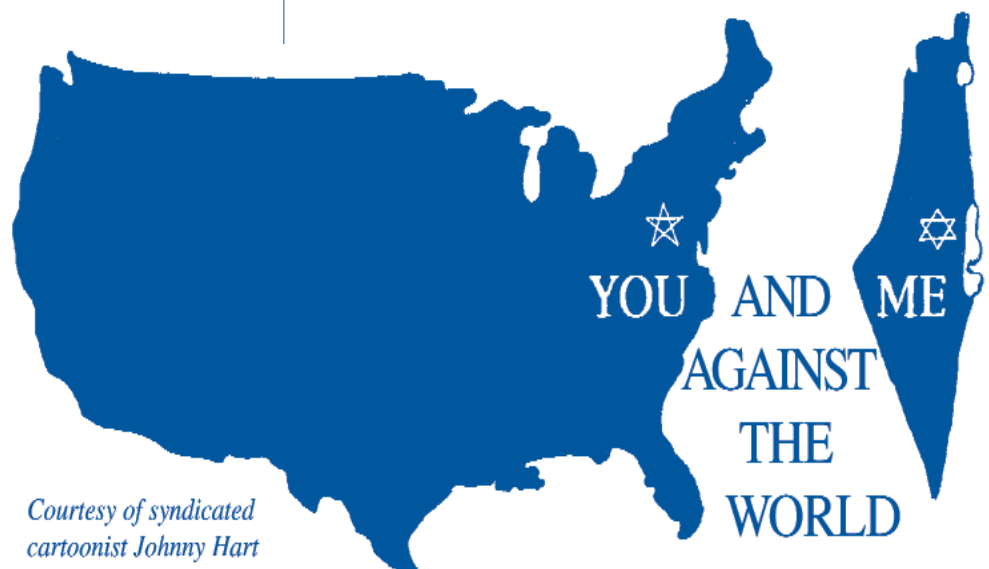 YOU AND ME
AGAINST
THE
WORLD
Courtesy of syndicated
cartoonist Johnny Hart